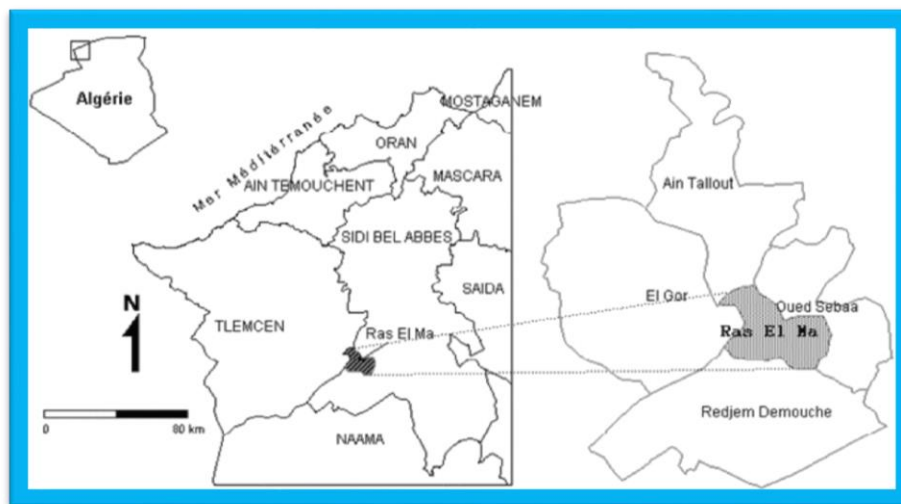 Algérie
Mer Méditérranée
MOSTAGANEM
ORAN
AIN TEMOUCHENT
MASCARA
SIDI BEL ABBES
SAIDA
N
TLEMCEN
Ras El Ma
0 80 km
NAAMA
Ain Tallout
El Gor
Oued Sebaa
Ras El Ma
Redjem Demouche